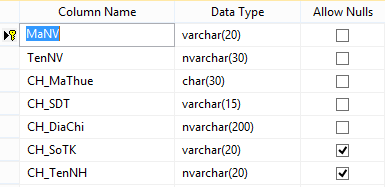 Column Name Data Type Allow Nulls
MaNV varchar(20)
TenNV nvarchar(30)
CH_MaThue char(30)
CH_SDT varchar(15)
CH_DiaChi nvarchar(200)
CH_SoTK varchar(20)
CH_TenNH nvarchar(20)